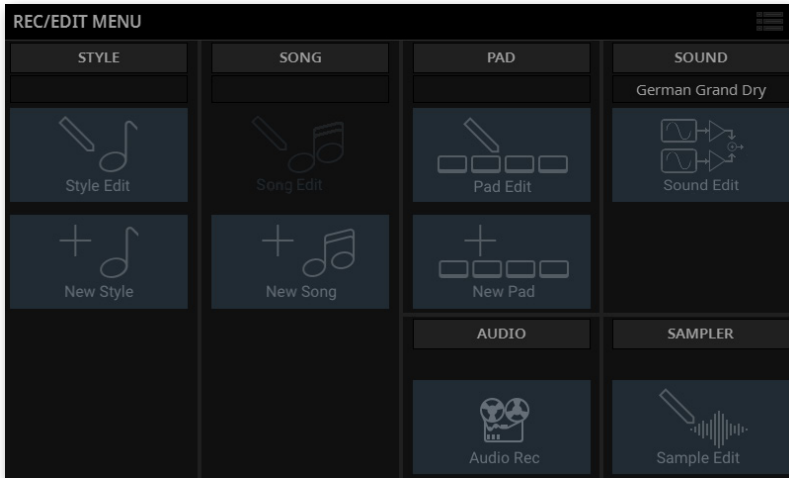 REC/EDIT MENU
STYLE
SONG
PAD
SOUND
German Grand Dry
Style Edit
Song Edit
Pad Edit
Sound Edit
New Style
New Song
New Pad
AUDIO
SAMPLER
Audio Rec
Sample Edit